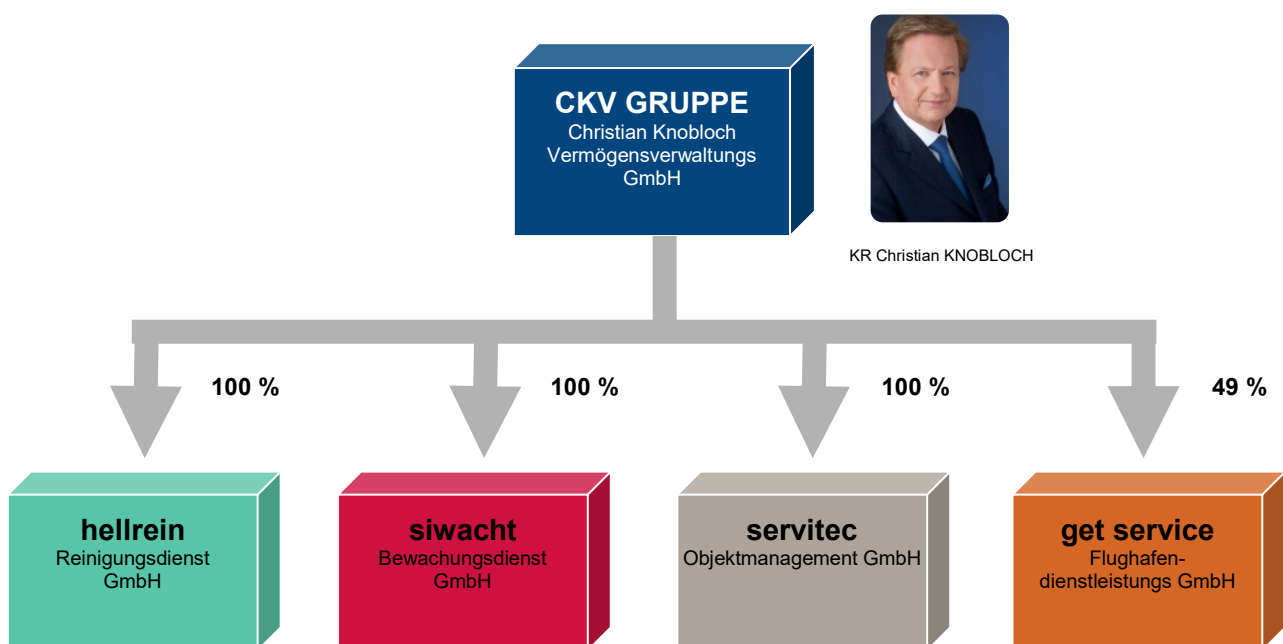 CKV GRUPPE
Christian Knobloch
Vermögensverwaltungs
GmbH
KR Christian KNOBLOCH
100 %
100 %
100 %
49 %
hellrein
Reinigungsdienst
GmbH
siwacht
Bewachungsdienst
GmbH
servitec
Objektmanagement GmbH
get service
Flughafen-
dienstleistungs GmbH